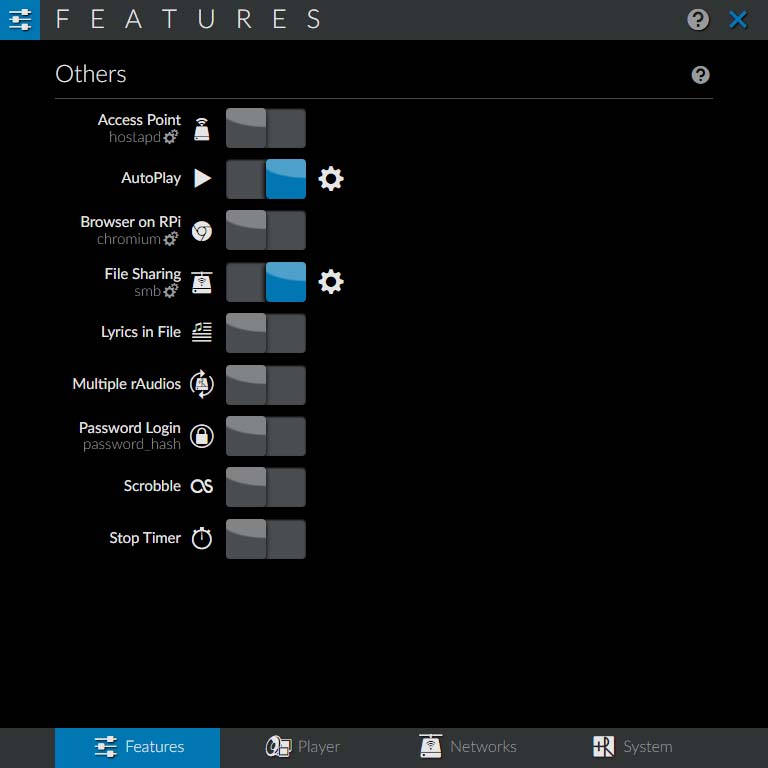 FEATURES
Others
Access Point
hostapd
AutoPlay
Browser on RPi
chromium
File Sharing
smb
Lyrics in File
Multiple rAudios
Password Login
password_hash
Scrobble
Stop Timer
Features Player Networks System